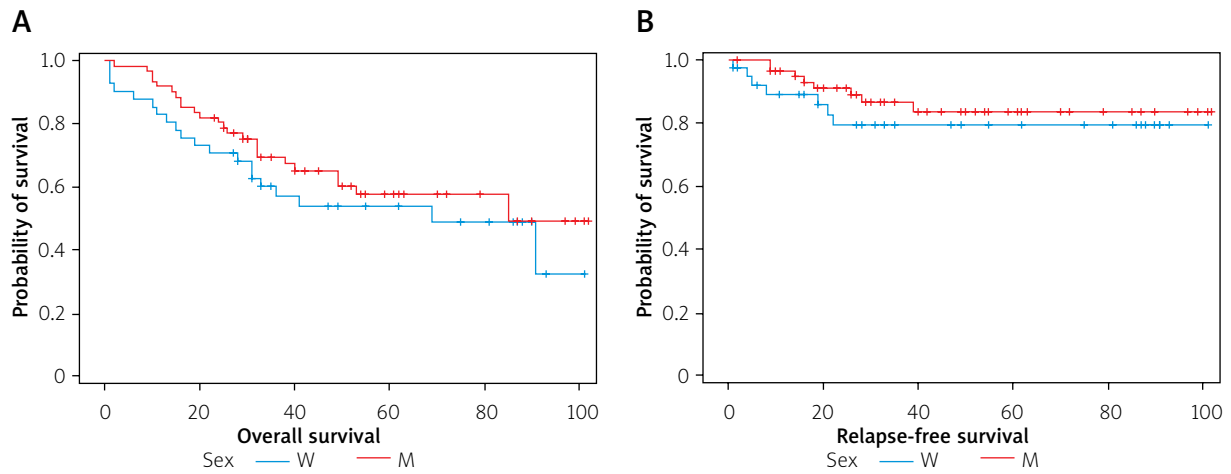 A
1.0
0.8
0.6
0.4
0.2
0
Probability of survival
0 20 40 60 80 100
Overall survival
Sex W M
B
1.0
0.8
0.6
0.4
0.2
0
Probability of survival
0 20 40 60 80 100
Relapse-free survival
Sex W M